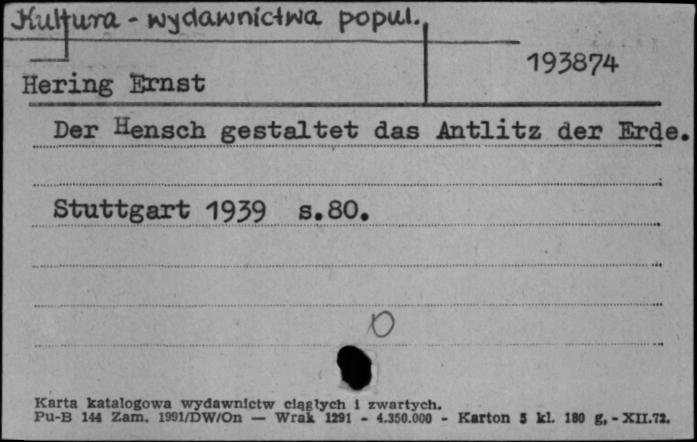 Kultura - wydawnictwa popul.
193874
Hering Ernst
Der Hensch gestaltet das Antlitz der Erde.
Stuttgart 1939 s.80.
O
Karta katalogowa wydawnictw ciągłych i zwartych.
Pu-B 144 Zam. 1991/DW/On — Wrak 1291 - 4.350.000 - Karton 5 kl. 180 g. - XII.72.